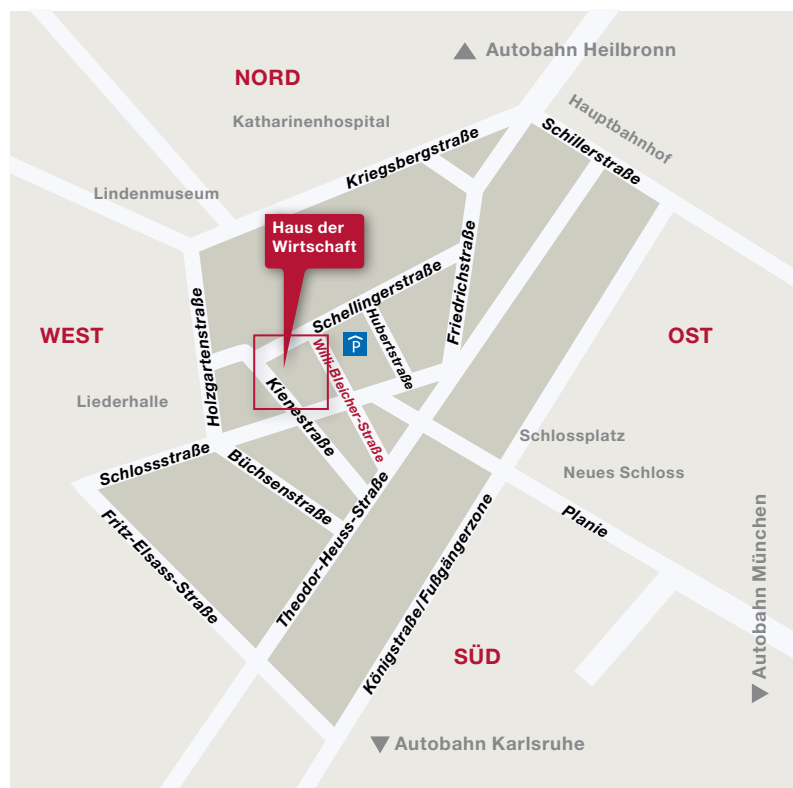 Autobahn Heilbronn
NORD
Hauptbahnhof
Katharinenhospital
Schillerstraße
Kriegsbergstraße
Lindenmuseum
Haus der
Wirtschaft
Schellingerstraße
Friedrichstraße
Holzgartenstraße
Hubertstraße
P
WEST
OST
Willi-Bleicher-Straße
Kienestraße
Liederhalle
Schlossplatz
Schlossstraße
Büchsenstraße
Neues Schloss
Theodor-Heuss-Straße
Planie
Fritz-Elsass-Straße
Königstraße/Fußgängerzone
Autobahn München
SÜD
Autobahn Karlsruhe